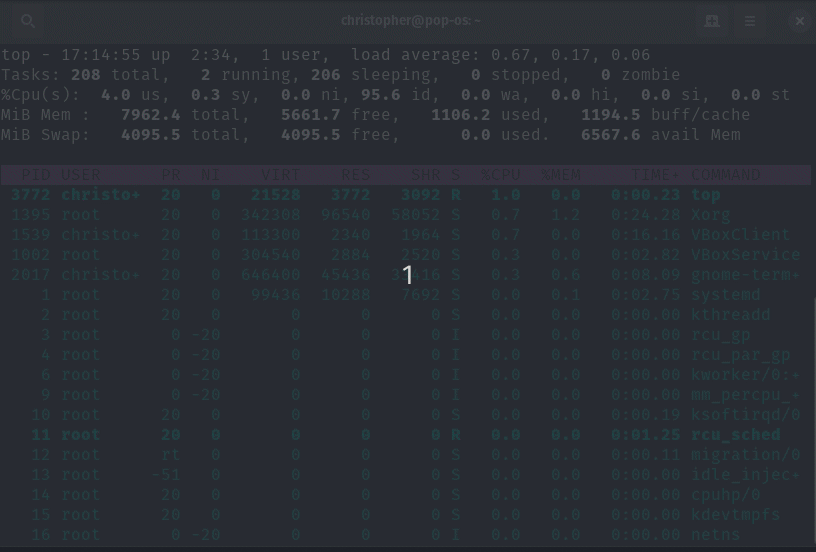 christopher@pop-os: ~
top - 17:14:55 up  2:34,  1 user,  load average: 0.67, 0.17, 0.06
Tasks: 208 total,   2 running, 206 sleeping,   0 stopped,   0 zombie
%Cpu(s):  4.0 us,  0.3 sy,  0.0 ni, 95.6 id,  0.0 wa,  0.0 hi,  0.0 si,  0.0 st
MiB Mem :   7962.4 total,   5661.7 free,   1106.2 used,   1194.5 buff/cache
MiB Swap:   4095.5 total,   4095.5 free,      0.0 used.   6567.6 avail Mem
PID USER PR NI VIRT RES SHR S %CPU %MEM TIME+ COMMAND
3772 christo+ 20 0 21528 3772 3092 R 1.0 0.0 0:00.23 top
1395 root 20 0 342308 96540 58052 S 0.7 1.2 0:24.28 Xorg
1539 christo+ 20 0 113300 2340 1964 S 0.7 0.0 0:16.16 VBoxClient
1002 root 20 0 304540 2884 2520 S 0.3 0.0 0:02.82 VBoxService
2017 christo+ 20 0 646400 45436 S 0.3 0.6 0:08.09 gnome-term+
1
1 root 20 0 99436 10288 7692 S 0.0 0.1 0:02.75 systemd
2 root 20 0 0 0 0 S 0.0 0.0 0:00.00 kthreadd
3 root 0 -20 0 0 0 I 0.0 0.0 0:00.00 rcu_gp
4 root 0 -20 0 0 0 I 0.0 0.0 0:00.00 rcu_par_gp
6 root 0 -20 0 0 0 I 0.0 0.0 0:00.00 kworker/0:+
9 root 0 -20 0 0 0 I 0.0 0.0 0:00.00 mm_percpu_+
10 root 20 0 0 0 0 S 0.0 0.0 0:00.19 ksoftirqd/0
11 root 20 0 0 0 0 R 0.0 0.0 0:01.25 rcu_sched
12 root rt 0 0 0 0 S 0.0 0.0 0:00.11 migration/0
13 root -51 0 0 0 0 S 0.0 0.0 0:00.00 idle_injec+
14 root 20 0 0 0 0 S 0.0 0.0 0:00.00 cpuhp/0
15 root 20 0 0 0 0 S 0.0 0.0 0:00.00 kdevtmpfs
16 root 0 -20 0 0 0 I 0.0 0.0 0:00.00 netns